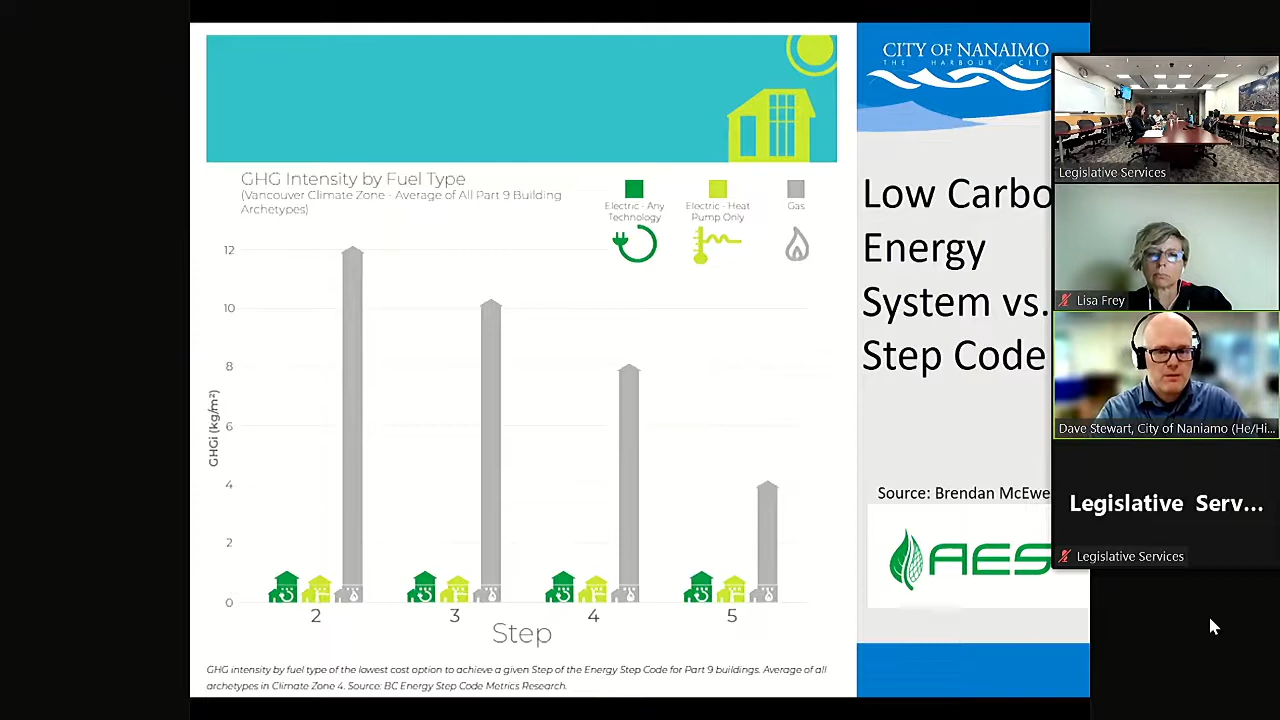 GHG Intensity by Fuel Type
(Vancouver Climate Zone - Average of All Part 9 Building
Archetypes)
Electric - Any
Technology
Electric - Heat
Pump Only
Gas
GHGi (kg/m²)
12
10
8
6
4
2
0
2
3
4
5
Step
GHG intensity by fuel type of the lowest cost option to achieve a given Step of the Energy Step Code for Part 9 buildings. Average of all
archetypes in Climate Zone 4. Source: BC Energy Step Code Metrics Research.
CITY OF NANAIMO
THE HARBOUR CITY
Low Carbo
Energy
System vs.
Step Code
Source: Brendan McEwe
AES
Legislative Services
Lisa Frey
Dave Stewart, City of Naniamo (He/Hi...
Legislative Serv...
Legislative Services